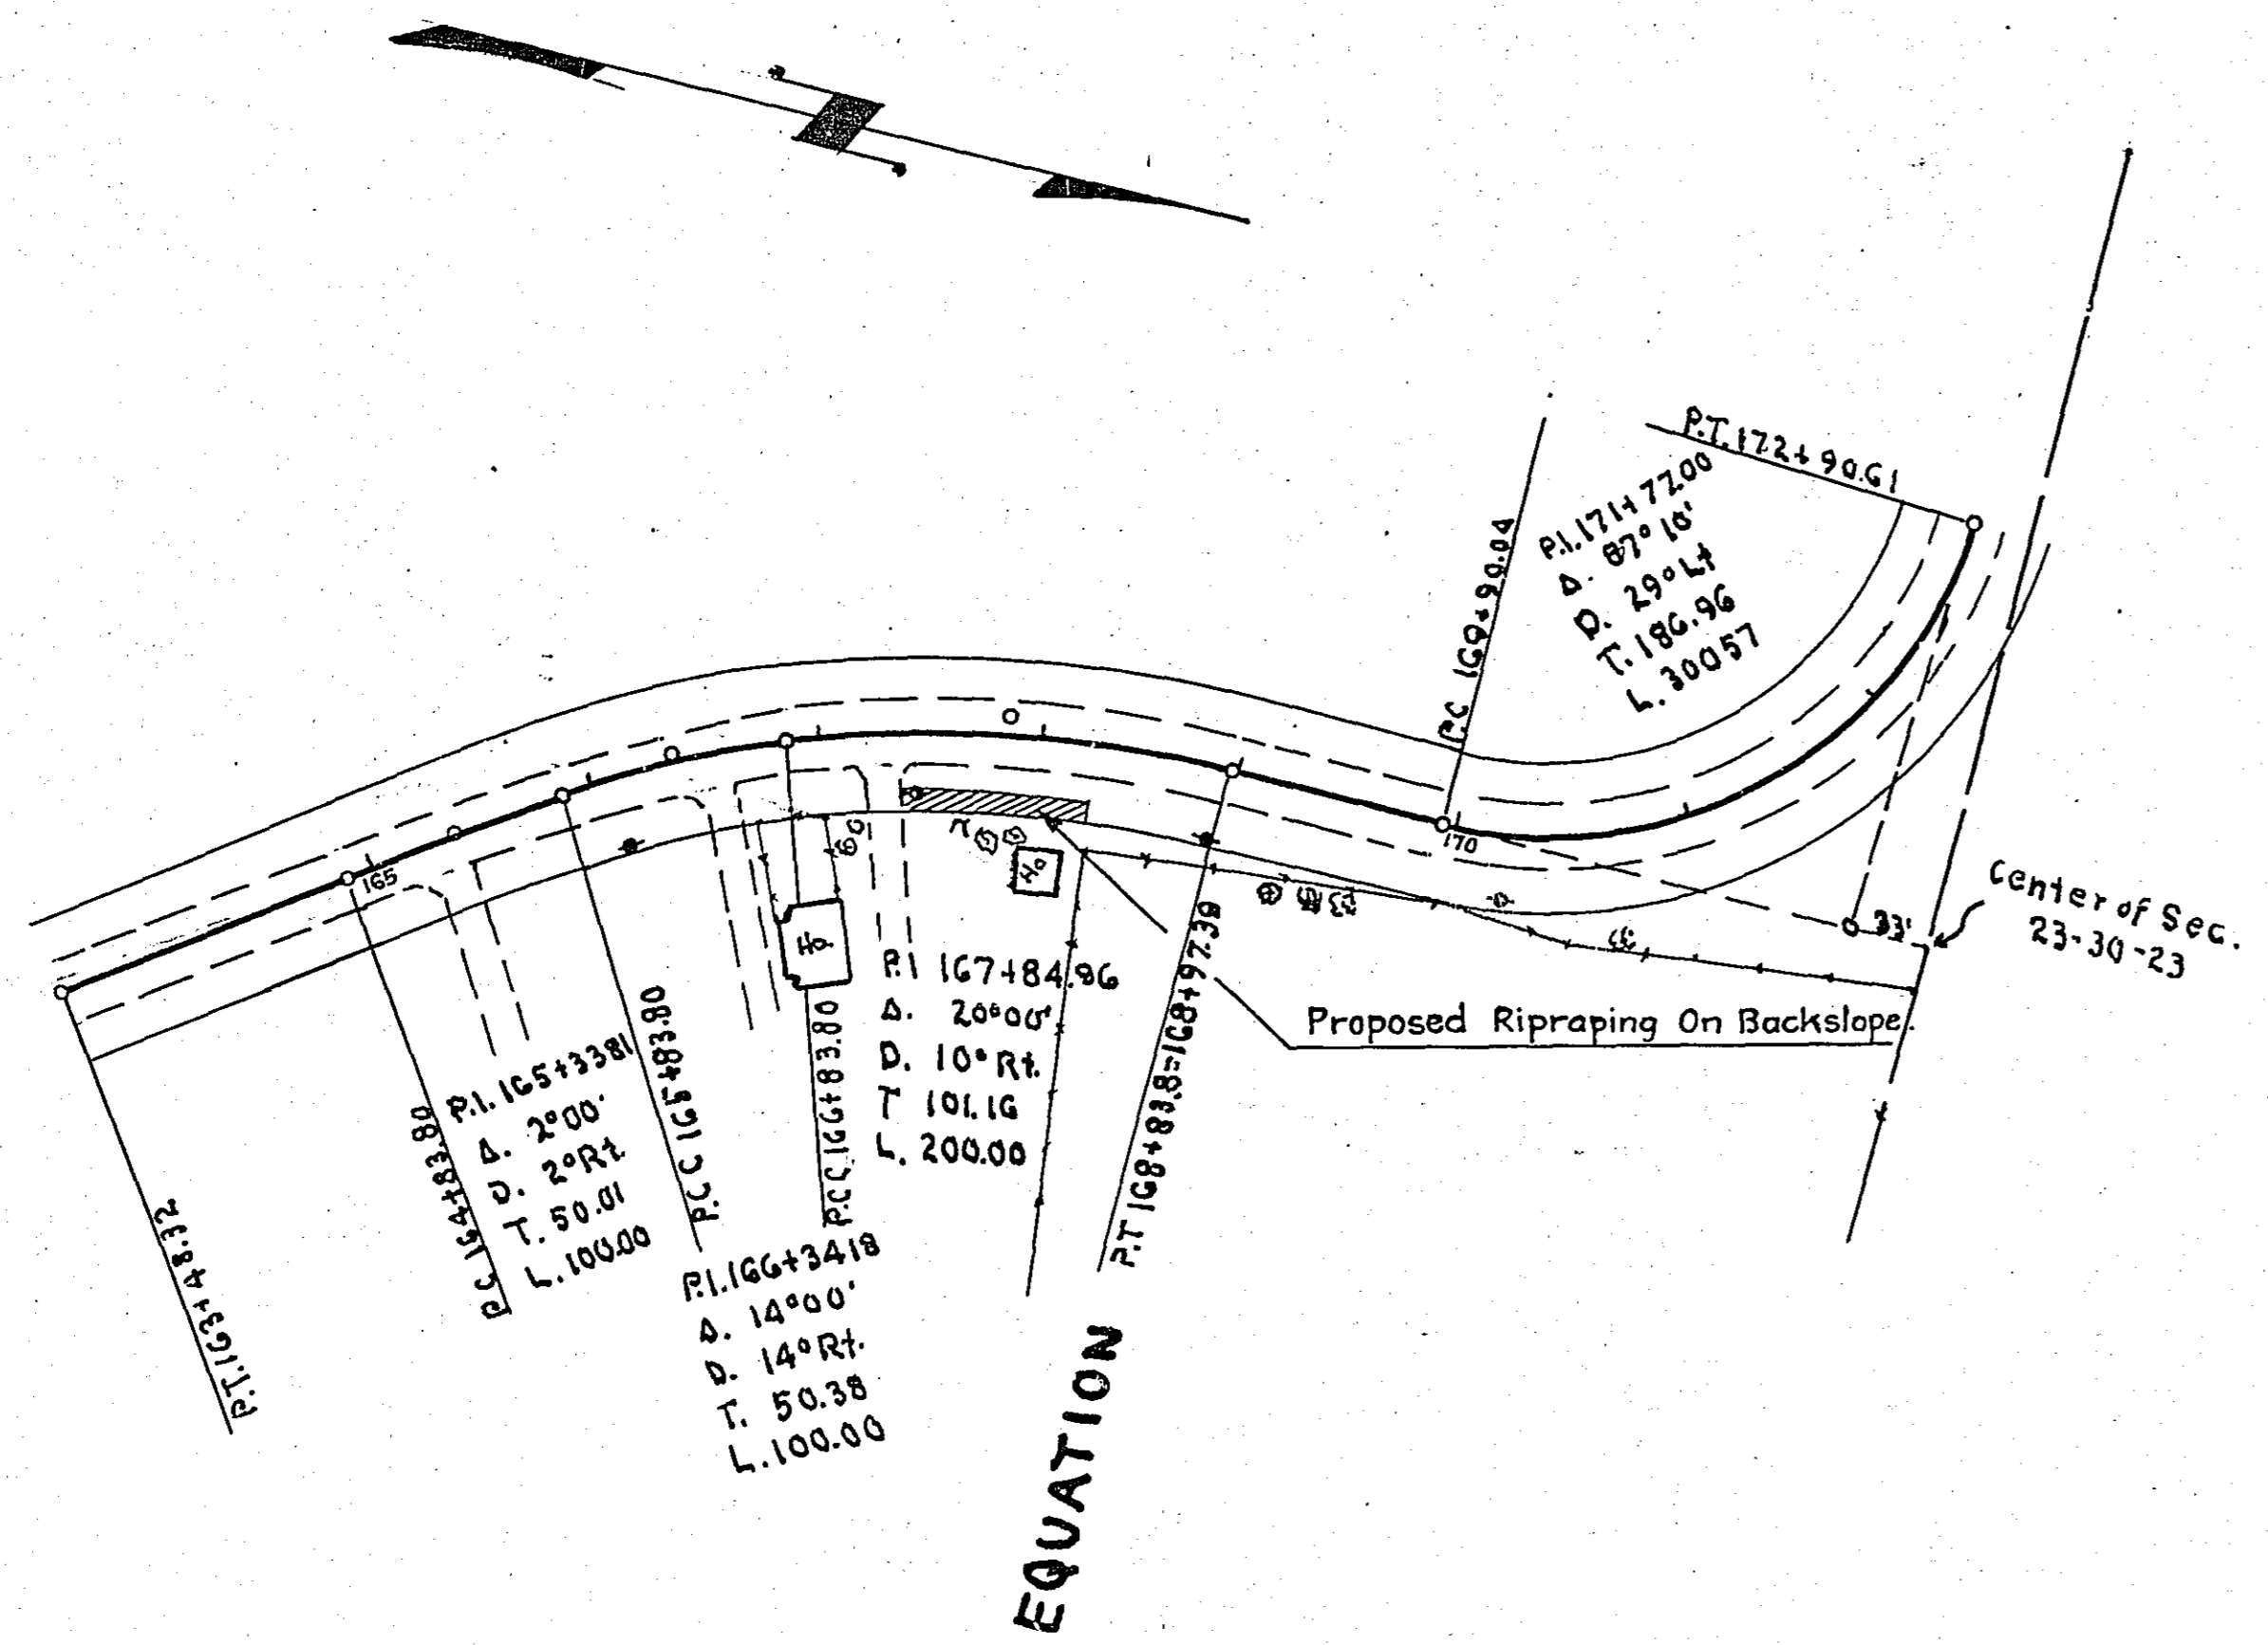 P.T. 172+90.61
P.I. 171+77.00
Δ. 87° 10'
D. 29° Lt
T. 186.96
L. 300.57
P.C. 169+90.04
165
170
66
Ho
Ho
33'
Center of Sec.
23-30-23
Proposed Ripraping On Backslope.
P.T. 163+48.32
P.C. 164+83.80
P.I. 165+33.81
Δ. 2°00'
D. 2° Rt.
T. 50.01
L. 100.00
P.C.C 165+83.80
P.I. 166+34.18
Δ. 14°00'
D. 14° Rt.
T. 50.38
L. 100.00
P.C.C 166+83.80
P.I 167+84.96
Δ. 20°00'
D. 10° Rt.
T 101.16
L. 200.00
P.T 168+83.8=168+97.39
EQUATION